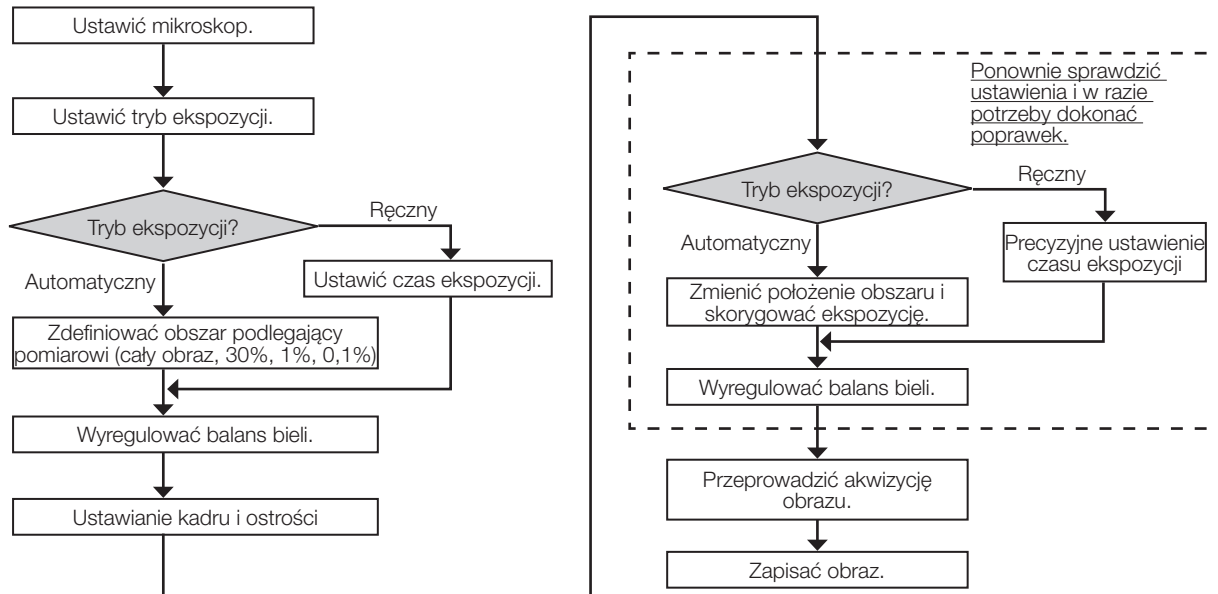 Ustawić mikroskop.
Ustawić tryb ekspozycji.
Tryb ekspozycji?
Ręczny
Automatyczny
Ustawić czas ekspozycji.
Zdefiniować obszar podlegający
pomiarowi (cały obraz, 30%, 1%, 0,1%)
Wyregulować balans bieli.
Ustawianie kadru i ostrości
Ponownie sprawdzić
ustawienia i w razie
potrzeby dokonać
poprawek.
Tryb ekspozycji?
Ręczny
Automatyczny
Precyzyjne ustawienie
czasu ekspozycji
Zmienić położenie obszaru i
skorygować ekspozycję.
Wyregulować balans bieli.
Przeprowadzić akwizycję
obrazu.
Zapisać obraz.